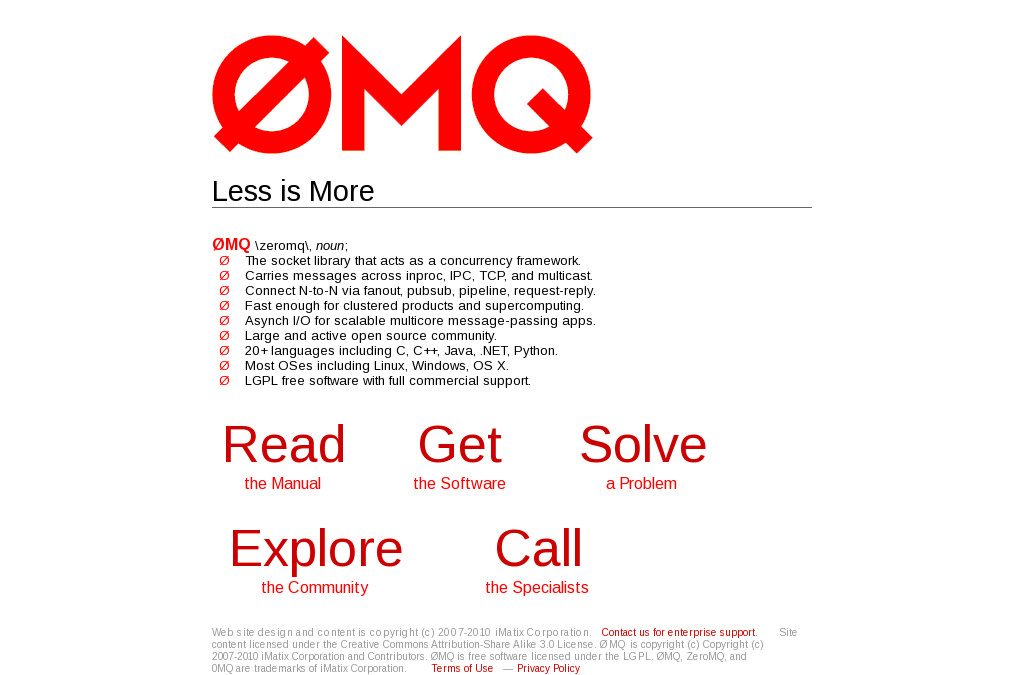 ØMQ
Less is More
ØMQ \zeromq\, noun;
Ø The socket library that acts as a concurrency framework.
Ø Carries messages across inproc, IPC, TCP, and multicast.
Ø Connect N-to-N via fanout, pubsub, pipeline, request-reply.
Ø Fast enough for clustered products and supercomputing.
Ø Asynch I/O for scalable multicore message-passing apps.
Ø Large and active open source community.
Ø 20+ languages including C, C++, Java, .NET, Python.
Ø Most OSes including Linux, Windows, OS X.
Ø LGPL free software with full commercial support.
Read Get Solve
the Manual the Software a Problem
Explore Call
the Community the Specialists
Web site design and content is copyright (c) 2007-2010 iMatix Corporation. Contact us for enterprise support. Site
content licensed under the Creative Commons Attribution-Share Alike 3.0 License. ØMQ is copyright (c) Copyright (c)
2007-2010 iMatix Corporation and Contributors. ØMQ is free software licensed under the LGPL. ØMQ, ZeroMQ, and
0MQ are trademarks of iMatix Corporation. Terms of Use — Privacy Policy